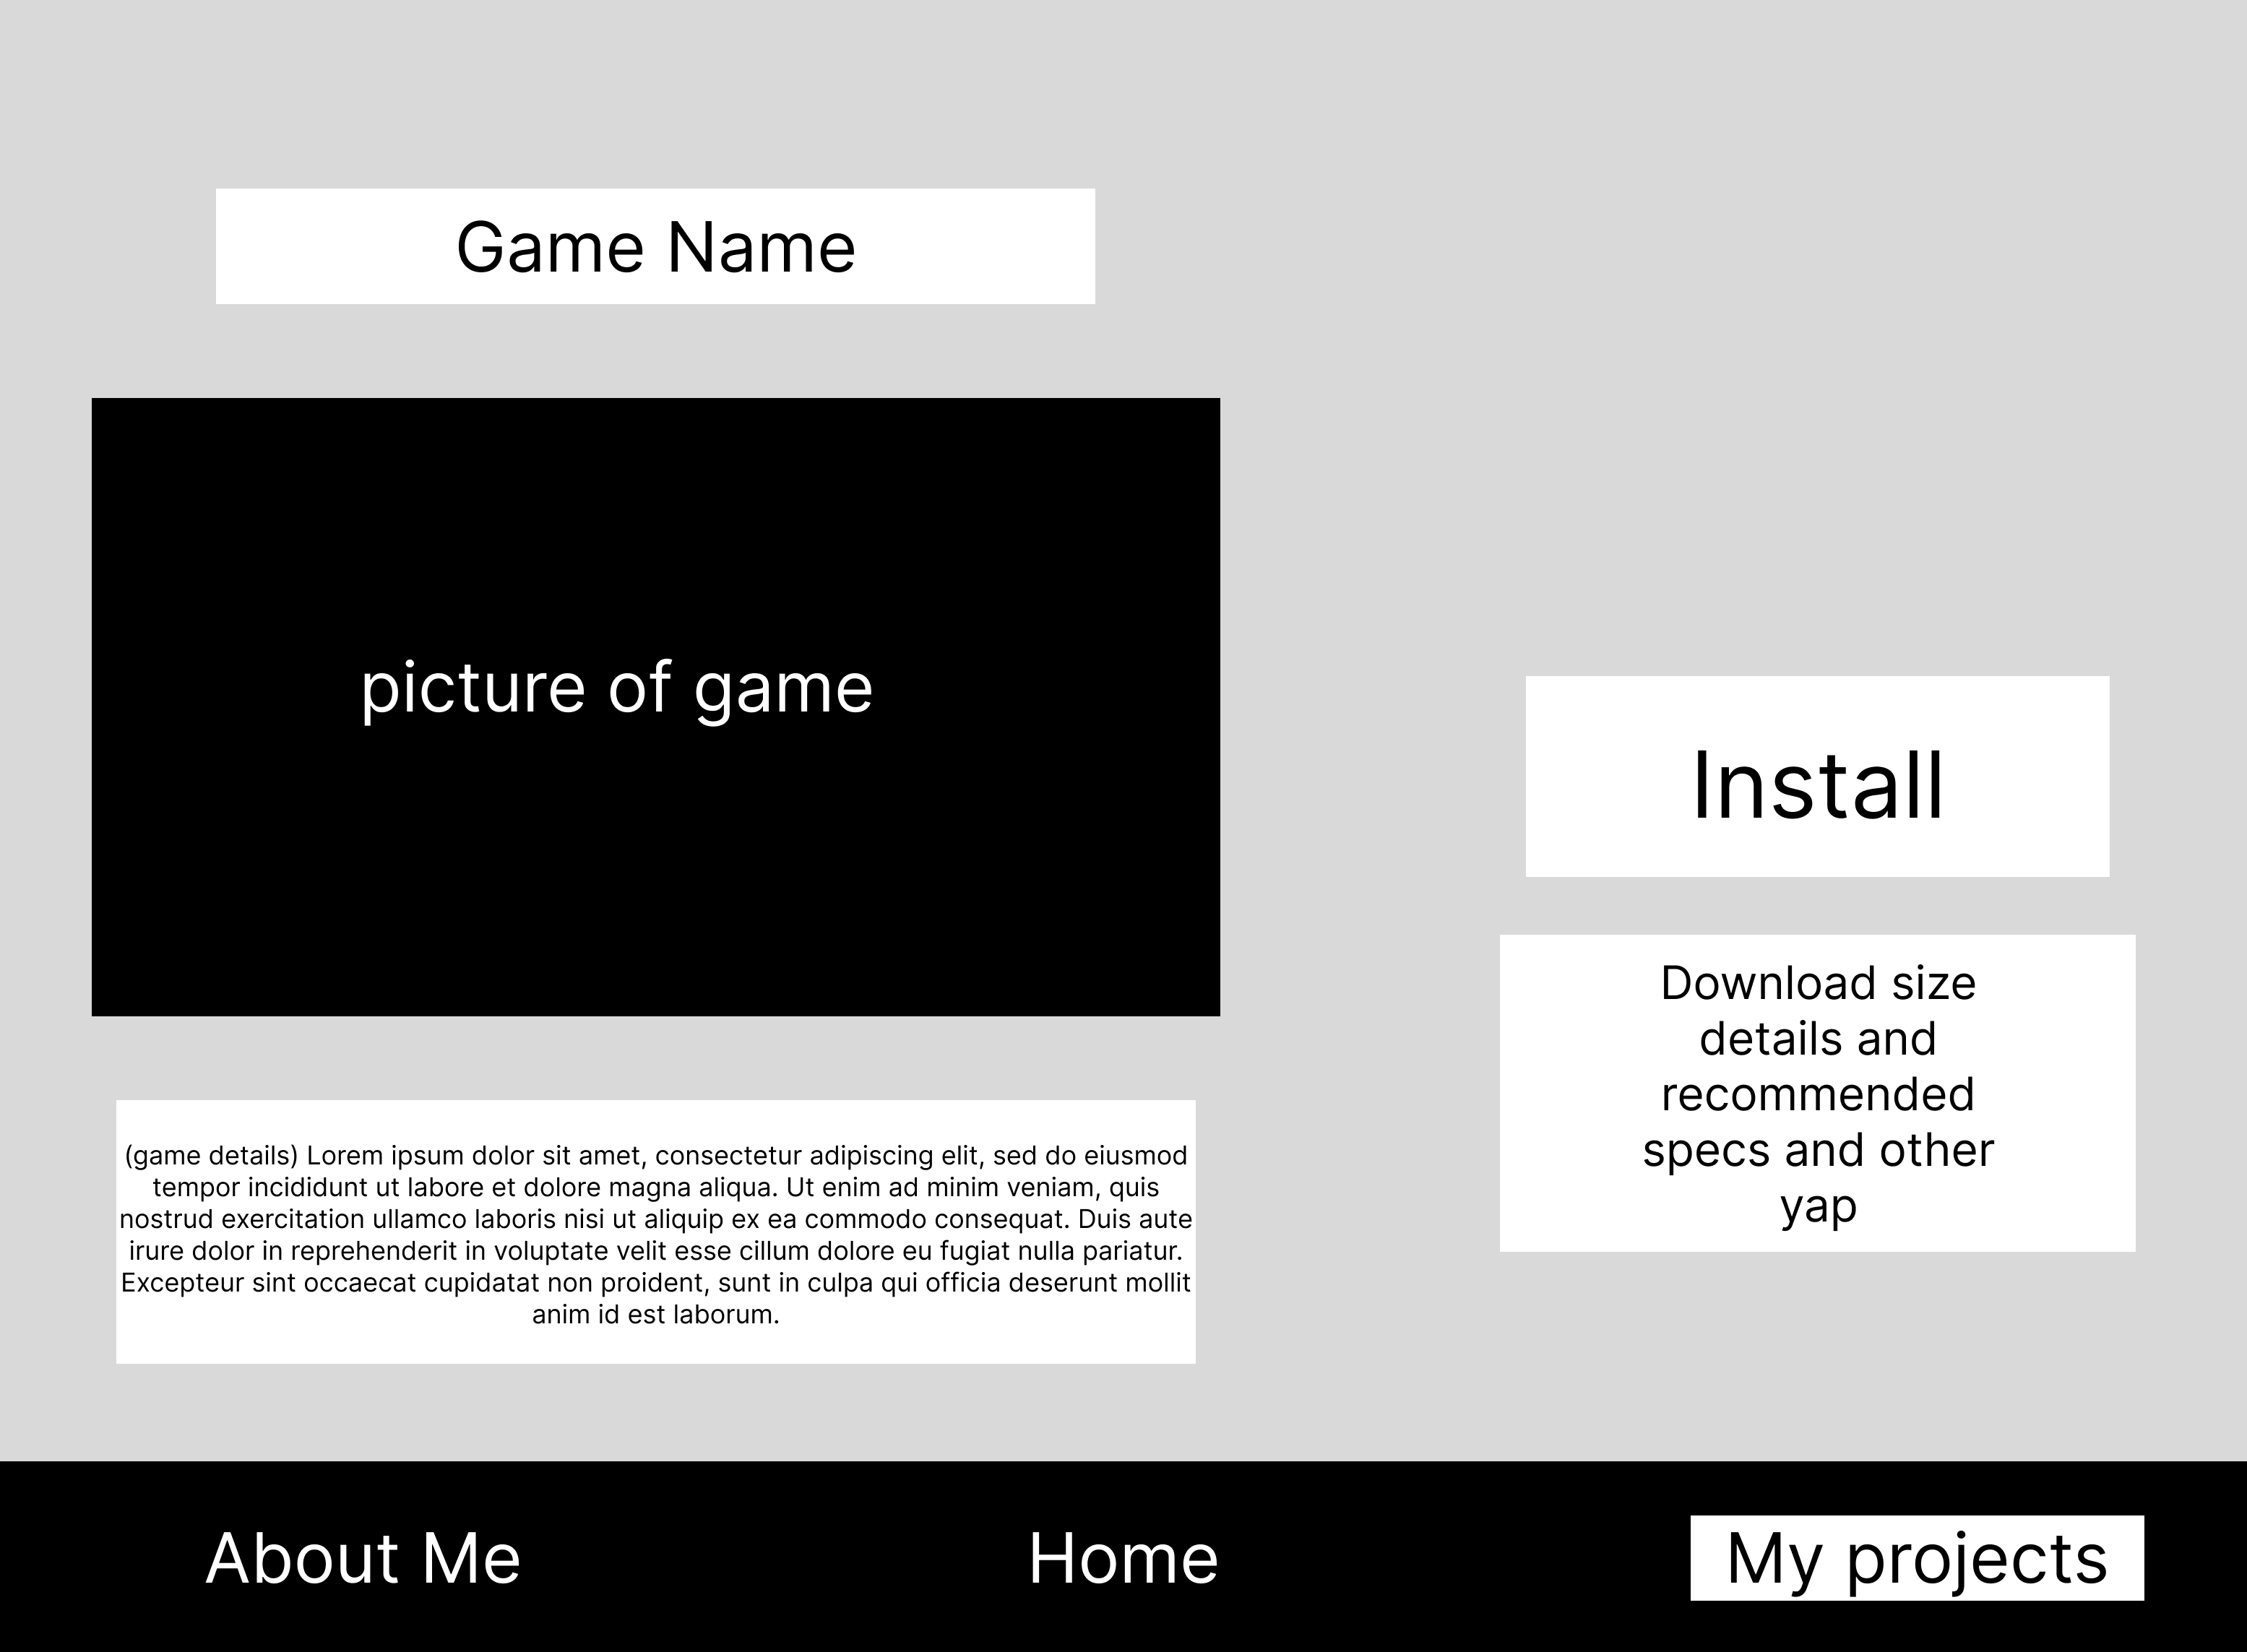 Game Name
picture of game
(game details) Lorem ipsum dolor sit amet, consectetur adipiscing elit, sed do eiusmod
tempor incididunt ut labore et dolore magna aliqua. Ut enim ad minim veniam, quis
nostrud exercitation ullamco laboris nisi ut aliquip ex ea commodo consequat. Duis aute
irure dolor in reprehenderit in voluptate velit esse cillum dolore eu fugiat nulla pariatur.
Excepteur sint occaecat cupidatat non proident, sunt in culpa qui officia deserunt mollit
anim id est laborum.
Install
Download size
details and
recommended
specs and other
yap
About Me
Home
My projects